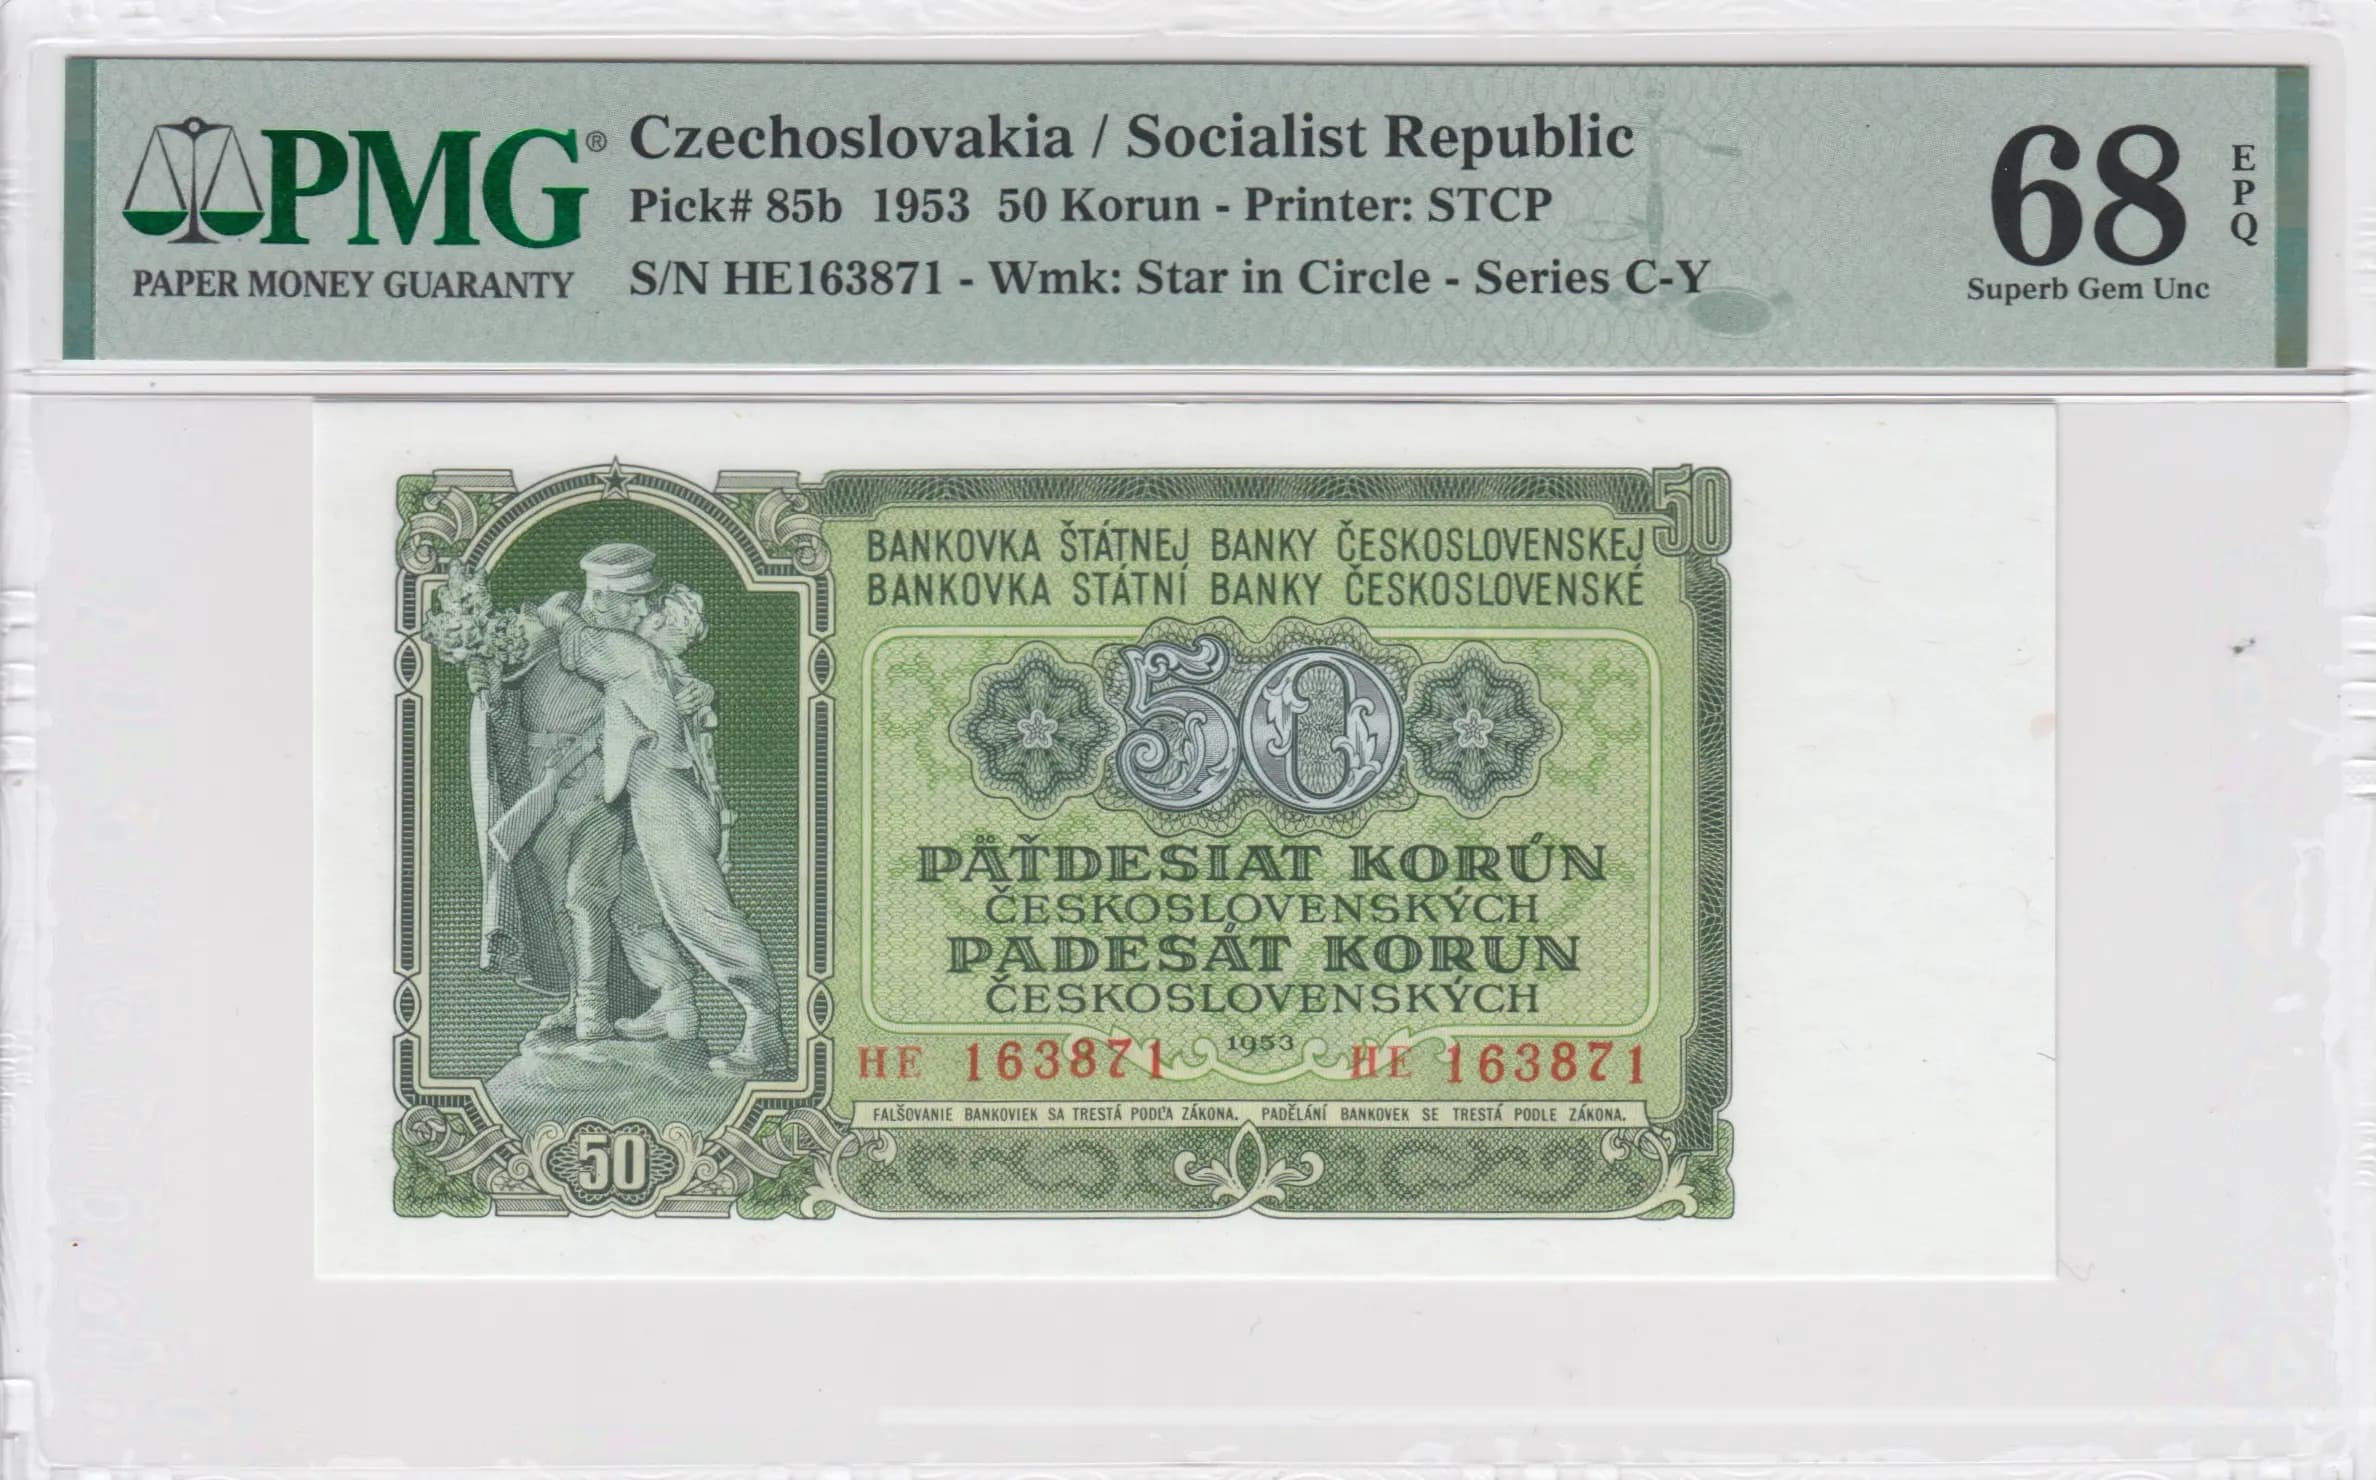 PMG®
PAPER MONEY GUARANTY
Czechoslovakia / Socialist Republic
Pick# 85b 1953 50 Korun - Printer: STCP
S/N HE163871 - Wmk: Star in Circle - Series C-Y
68
EPQ
Superb Gem Unc
50
BANKOVKA ŠTÁTNEJ BANKY ČESKOSLOVENSKEJ
BANKOVKA STÁTNÍ BANKY ČESKOSLOVENSKÉ
50
PÄŤDESIAT KORÚN
ČESKOSLOVENSKÝCH
PADESÁT KORUN
ČESKOSLOVENSKÝCH
1953
HE 163871 HE 163871
FALŠOVANIE BANKOVIEK SA TRESTÁ PODĽA ZÁKONA. PADĚLÁNÍ BANKOVEK SE TRESTÁ PODLE ZÁKONA.
50